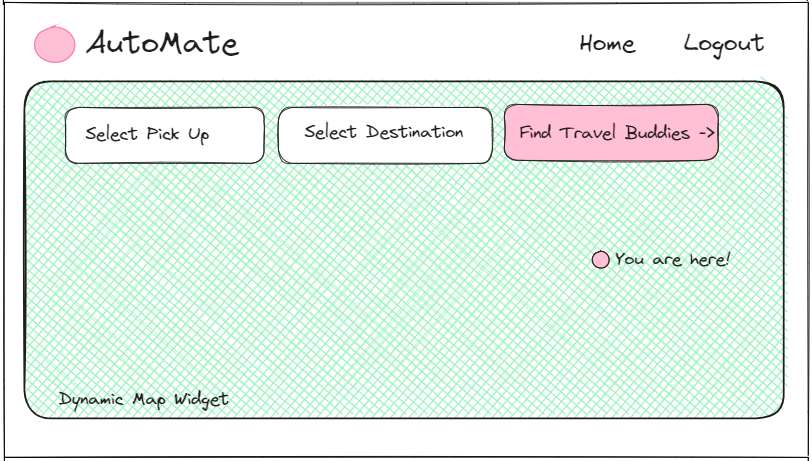 AutoMate
Home
Logout
Select Pick Up
Select Destination
Find Travel Buddies ->
You are here!
Dynamic Map Widget